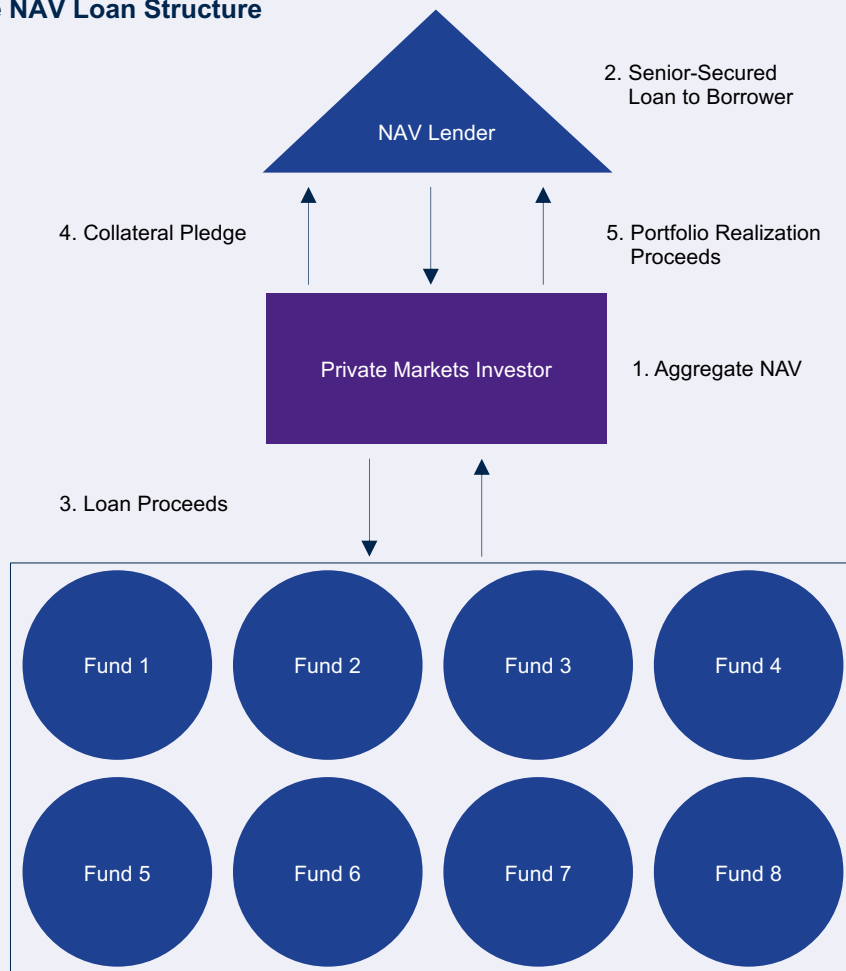 NAV Loan Structure
2. Senior-Secured
Loan to Borrower
NAV Lender
4. Collateral Pledge
5. Portfolio Realization
Proceeds
Private Markets Investor
1. Aggregate NAV
3. Loan Proceeds
Fund 1
Fund 2
Fund 3
Fund 4
Fund 5
Fund 6
Fund 7
Fund 8